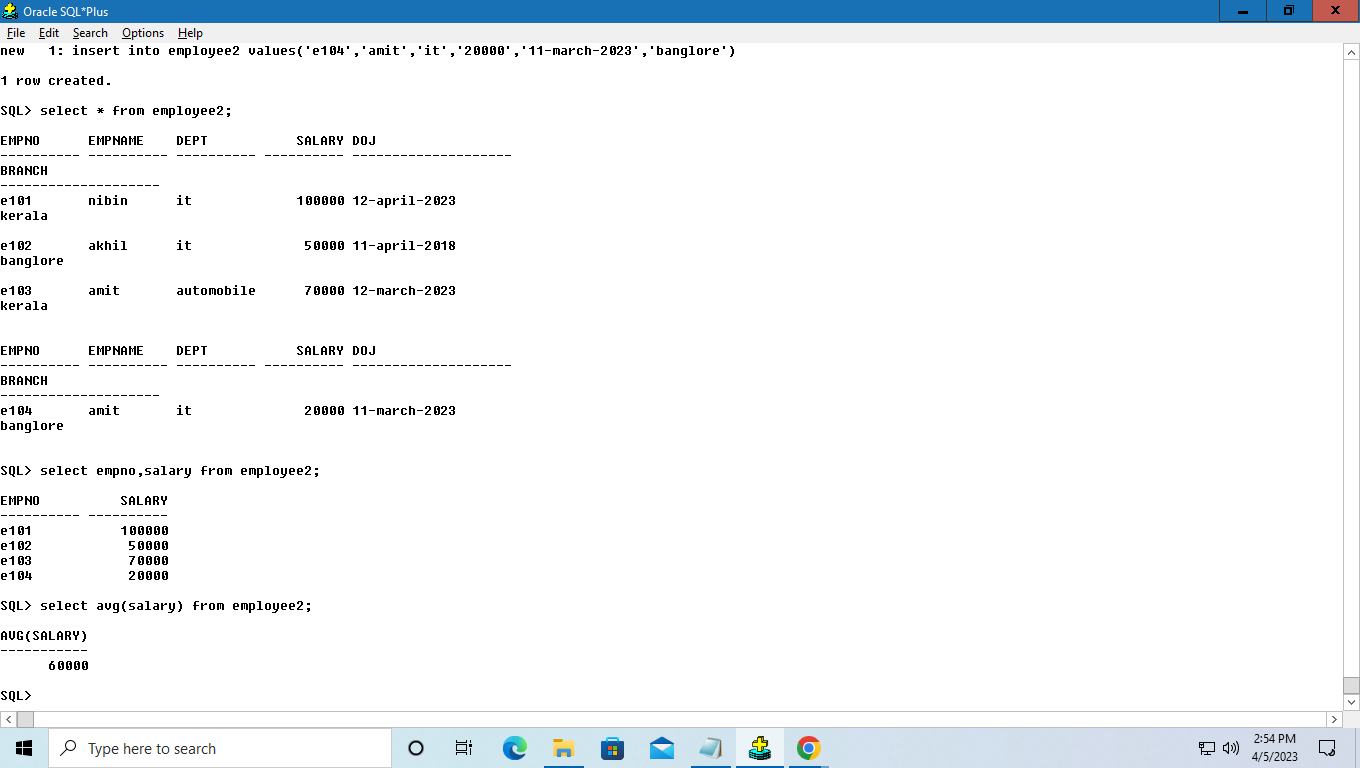 Oracle SQL*Plus
File Edit Search Options Help
new   1: insert into employee2 values('e104','amit','it','20000','11-march-2023','banglore')
1 row created.
SQL> select * from employee2;
EMPNO      EMPNAME    DEPT           SALARY DOJ
---------- ---------- ---------- ---------- --------------------
BRANCH
--------------------
e101       nibin      it             100000 12-april-2023
kerala
e102       akhil      it              50000 11-april-2018
banglore
e103       amit       automobile      70000 12-march-2023
kerala
EMPNO      EMPNAME    DEPT           SALARY DOJ
---------- ---------- ---------- ---------- --------------------
BRANCH
--------------------
e104       amit       it              20000 11-march-2023
banglore
SQL> select empno,salary from employee2;
EMPNO          SALARY
---------- ----------
e101           100000
e102            50000
e103            70000
e104            20000
SQL> select avg(salary) from employee2;
AVG(SALARY)
-----------
      60000
SQL>
Type here to search
2:54 PM
4/5/2023